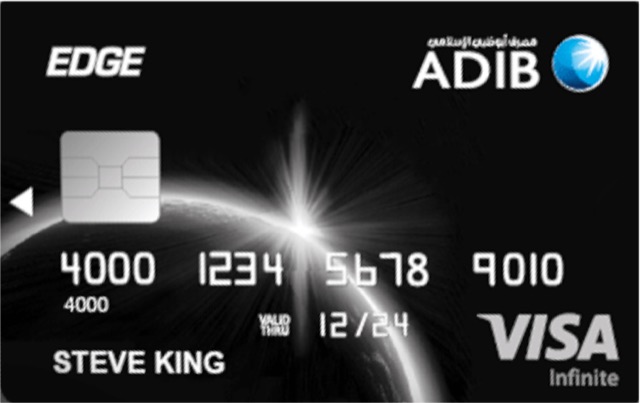 EDGE
مصرف أبوظبي الإسلامي
ADIB
4000 1234 5678 9010
4000
VALID THRU 12/24
STEVE KING
VISA
Infinite